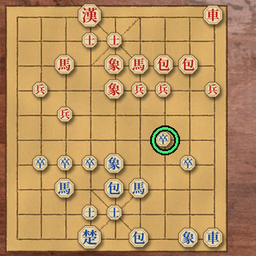 漢 車
士 士
馬 象 馬 包 包
兵 象 兵 兵 兵
兵
卒
卒 卒 卒 象 卒
馬 包 馬
士 士
楚 包 象 車